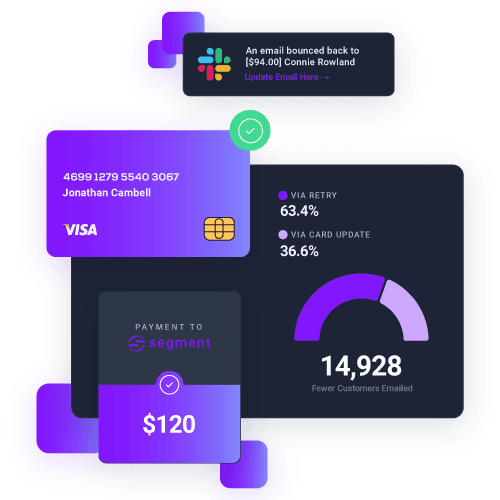 An email bounced back to
[$94.00] Connie Rowland
Update Email Here→
4699 1279 5540 3067
Jonathan Cambell
VISA
VIA RETRY
63.4%
VIA CARD UPDATE
36.6%
14,928
Fewer Customers Emailed
PAYMENT TO
segment
$120